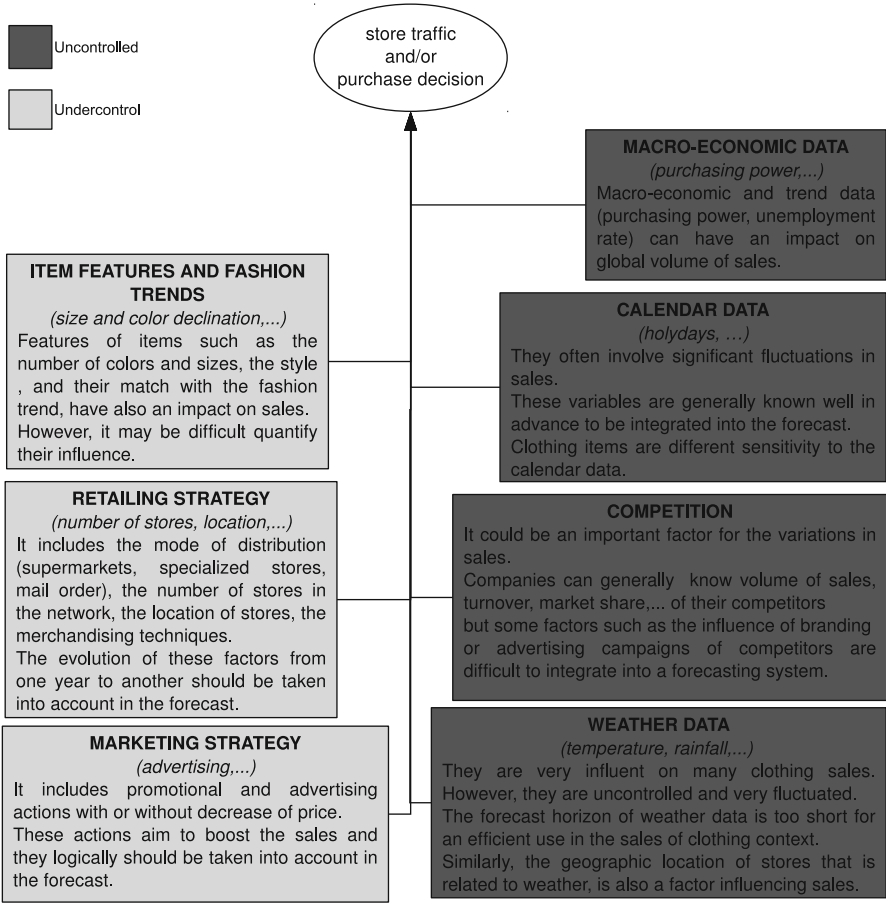 Uncontrolled
Undercontrol
store traffic
and/or
purchase decision
MACRO-ECONOMIC DATA
(purchasing power,...)
Macro-economic and trend data
(purchasing power, unemployment
rate) can have an impact on
global volume of sales.
ITEM FEATURES AND FASHION
TRENDS
(size and color declination,...)
Features of items such as the
number of colors and sizes, the style
, and their match with the fashion
trend, have also an impact on sales.
However, it may be difficult quantify
their influence.
CALENDAR DATA
(holydays, ...)
They often involve significant fluctuations in
sales.
These variables are generally known well in
advance to be integrated into the forecast.
Clothing items are different sensitivity to the
calendar data.
RETAILING STRATEGY
(number of stores, location,...)
It includes the mode of distribution
(supermarkets, specialized stores,
mail order), the number of stores in
the network, the location of stores, the
merchandising techniques.
The evolution of these factors from
one year to another should be taken
into account in the forecast.
COMPETITION
It could be an important factor for the variations in
sales.
Companies can generally know volume of sales,
turnover, market share,... of their competitors
but some factors such as the influence of branding
or advertising campaigns of competitors are
difficult to integrate into a forecasting system.
MARKETING STRATEGY
(advertising,...)
It includes promotional and advertising
actions with or without decrease of price.
These actions aim to boost the sales and
they logically should be taken into account in
the forecast.
WEATHER DATA
(temperature, rainfall,...)
They are very influent on many clothing sales.
However, they are uncontrolled and very fluctuated.
The forecast horizon of weather data is too short for
an efficient use in the sales of clothing context.
Similarly, the geographic location of stores that is
related to weather, is also a factor influencing sales.